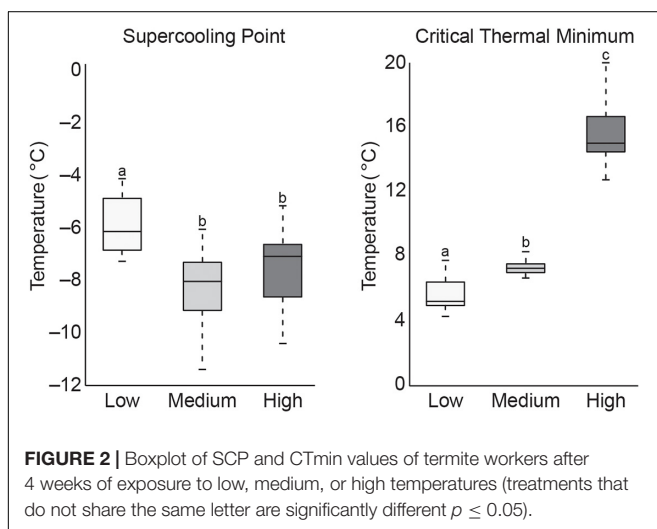 Supercooling Point
Critical Thermal Minimum
Temperature (°C)
0
–2
–4
–6
–8
–10
–12
a
b
b
Low
Medium
High
Temperature (°C)
20
16
12
8
4
0
a
b
c
Low
Medium
High
FIGURE 2 | Boxplot of SCP and CTmin values of termite workers after
4 weeks of exposure to low, medium, or high temperatures (treatments that
do not share the same letter are significantly different p ≤ 0.05).